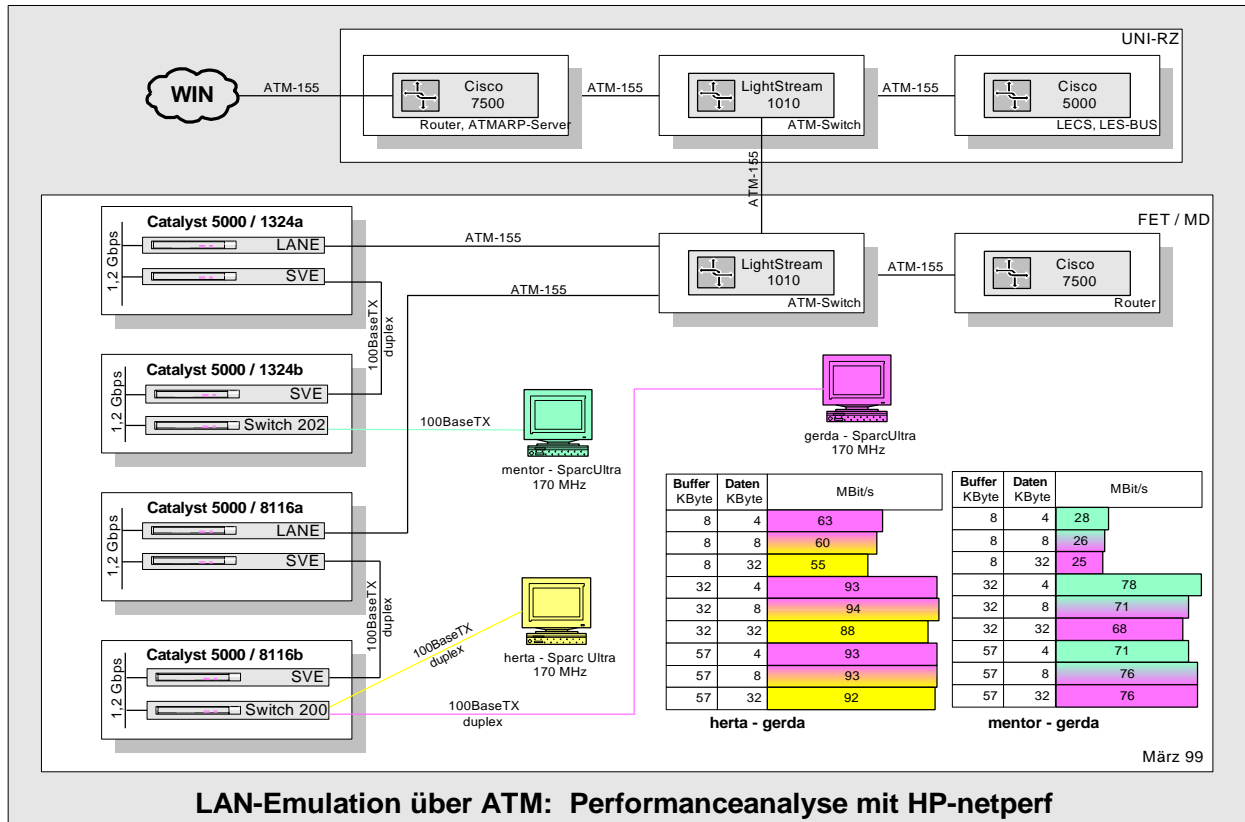 UNI-RZ
WIN
ATM-155
Cisco
7500
Router, ATMARP-Server
ATM-155
LightStream
1010
ATM-Switch
ATM-155
Cisco
5000
LECS, LES-BUS
ATM-155
FET / MD
Catalyst 5000 / 1324a
1,2 Gbps
LANE
SVE
ATM-155
LightStream
1010
ATM-Switch
ATM-155
Cisco
7500
Router
ATM-155
100BaseTX
duplex
Catalyst 5000 / 1324b
1,2 Gbps
SVE
Switch 202
100BaseTX
mentor - SparcUltra
170 MHz
gerda - SparcUltra
170 MHz
Catalyst 5000 / 8116a
1,2 Gbps
LANE
SVE
100BaseTX
duplex
Catalyst 5000 / 8116b
1,2 Gbps
SVE
Switch 200
100BaseTX
duplex
herta - Sparc Ultra
170 MHz
100BaseTX
duplex
Buffer Daten MBit/s
KByte KByte
8 4 63
8 8 60
8 32 55
32 4 93
32 8 94
32 32 88
57 4 93
57 8 93
57 32 92
herta - gerda
Buffer Daten MBit/s
KByte KByte
8 4 28
8 8 26
8 32 25
32 4 78
32 8 71
32 32 68
57 4 71
57 8 76
57 32 76
mentor - gerda
März 99
LAN-Emulation über ATM: Performanceanalyse mit HP-netperf